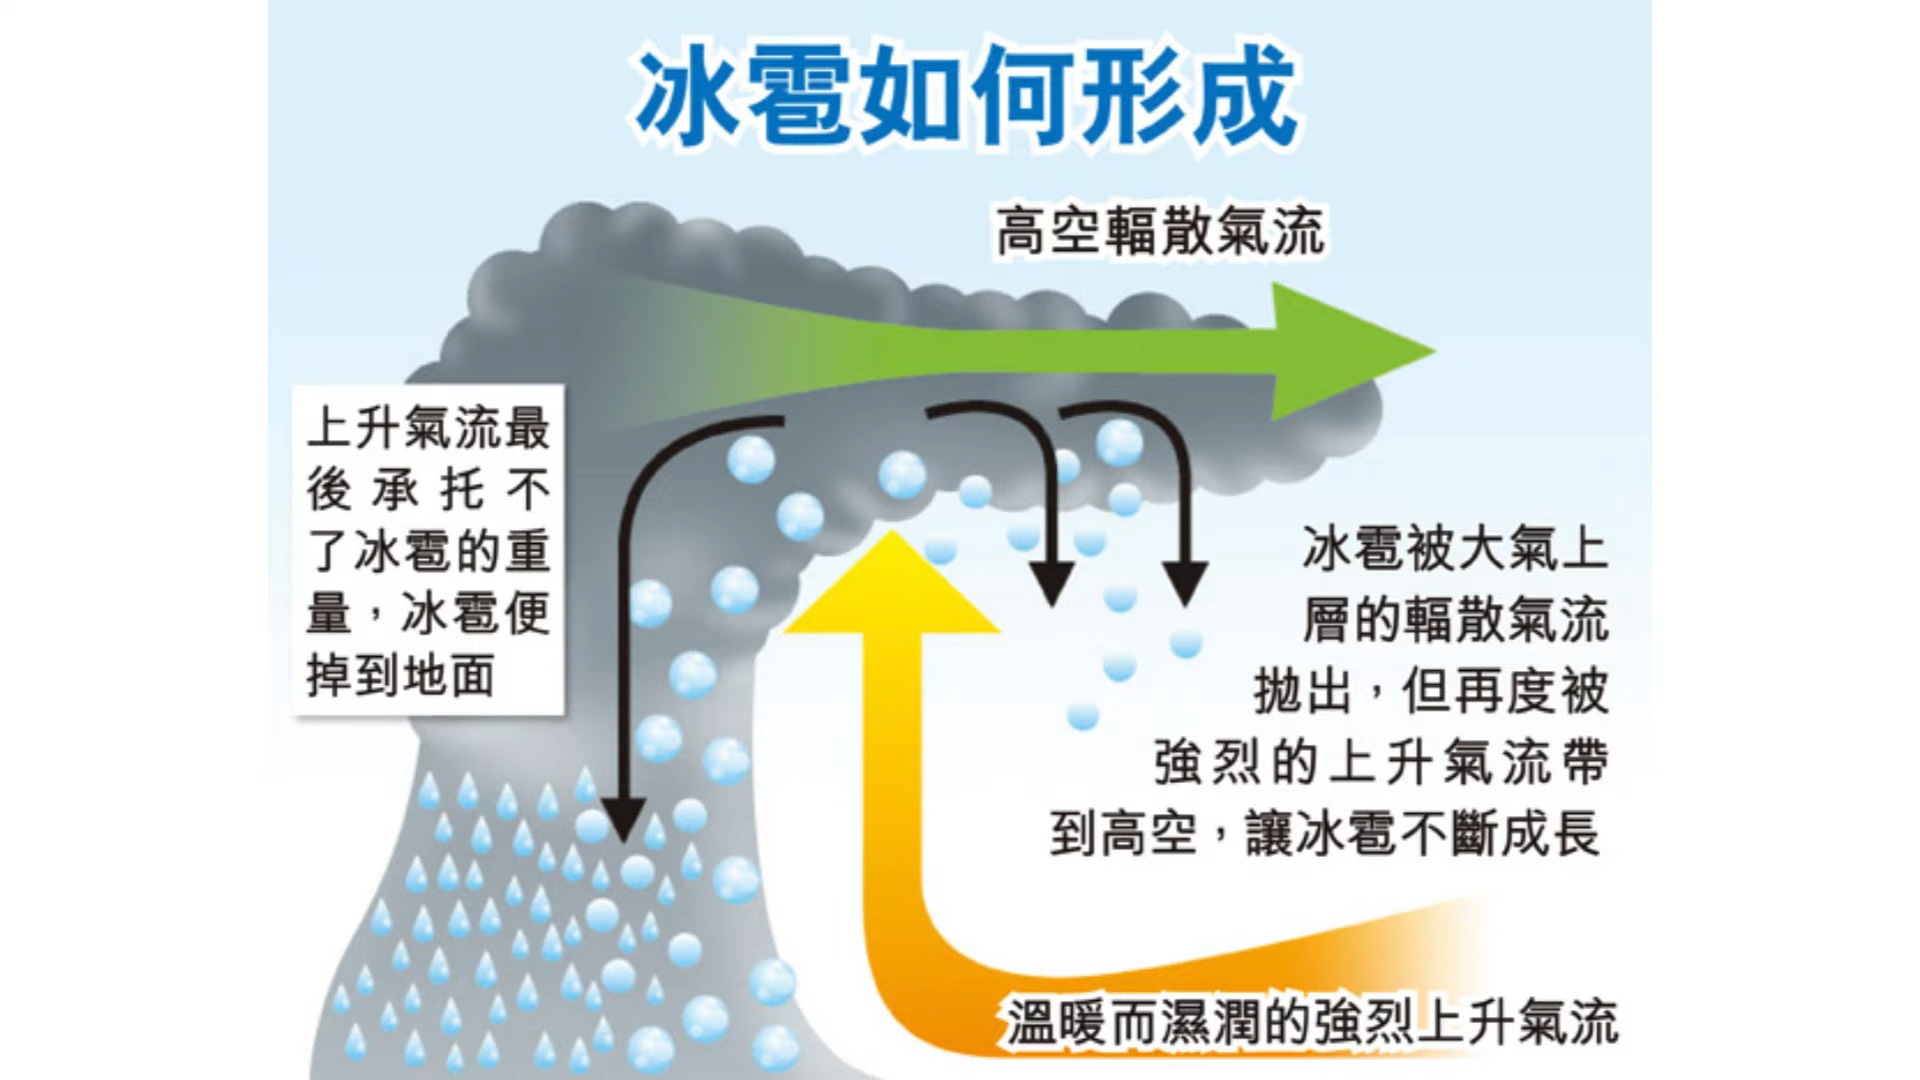 冰雹如何形成
高空輻散氣流
上升氣流最
後承托不
了冰雹的重
量，冰雹便
掉到地面
冰雹被大氣上
層的輻散氣流
拋出，但再度被
強烈的上升氣流帶
到高空，讓冰雹不斷成長
溫暖而濕潤的強烈上升氣流